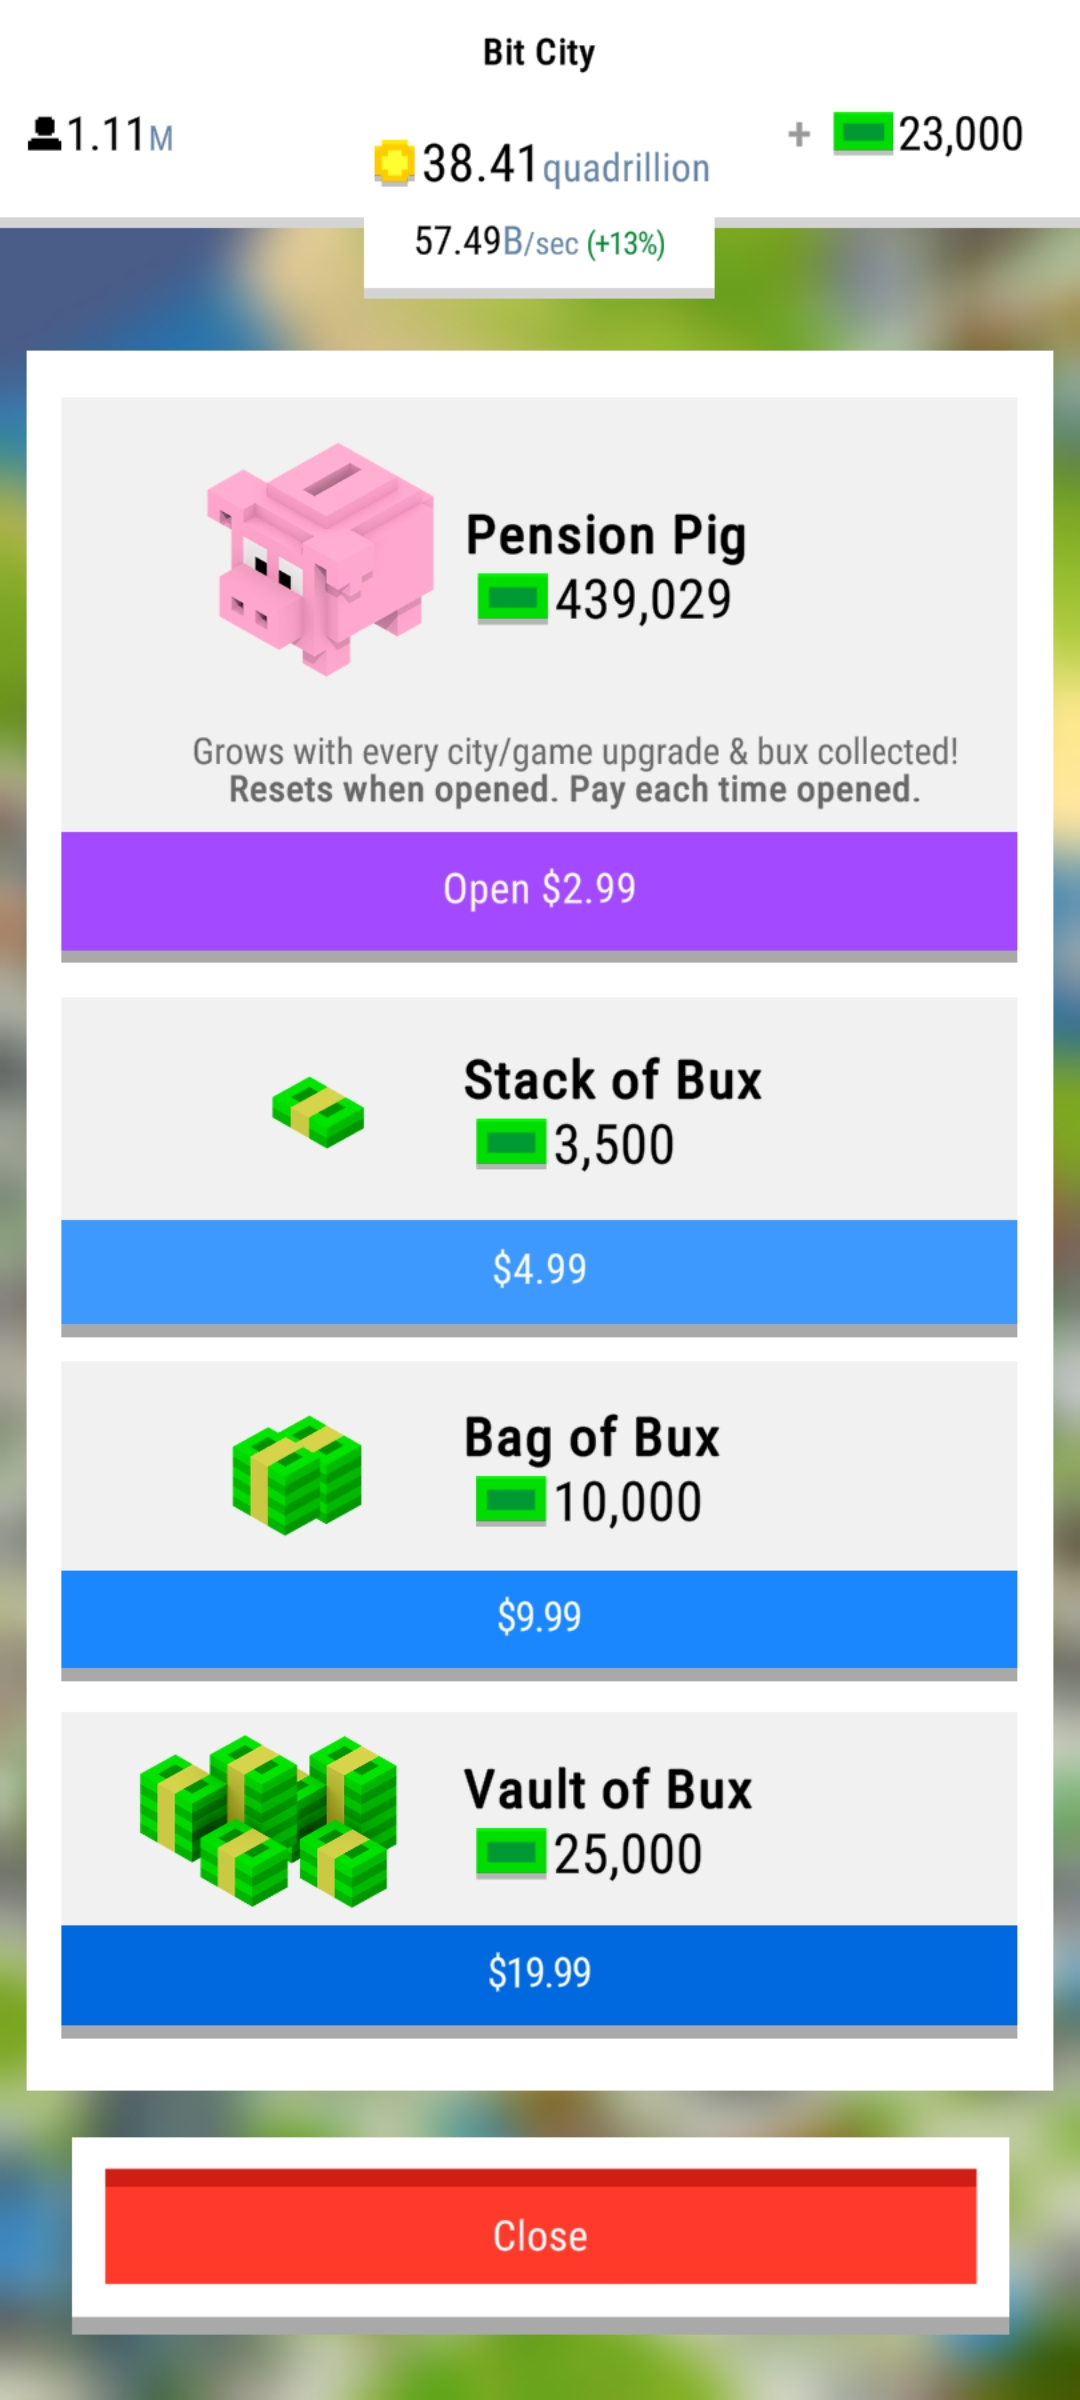 Bit City
1.11M
38.41quadrillion
+ 23,000
57.49B/sec (+13%)
Pension Pig
439,029
Grows with every city/game upgrade & bux collected!
Resets when opened. Pay each time opened.
Open $2.99
Stack of Bux
3,500
$4.99
Bag of Bux
10,000
$9.99
Vault of Bux
25,000
$19.99
Close